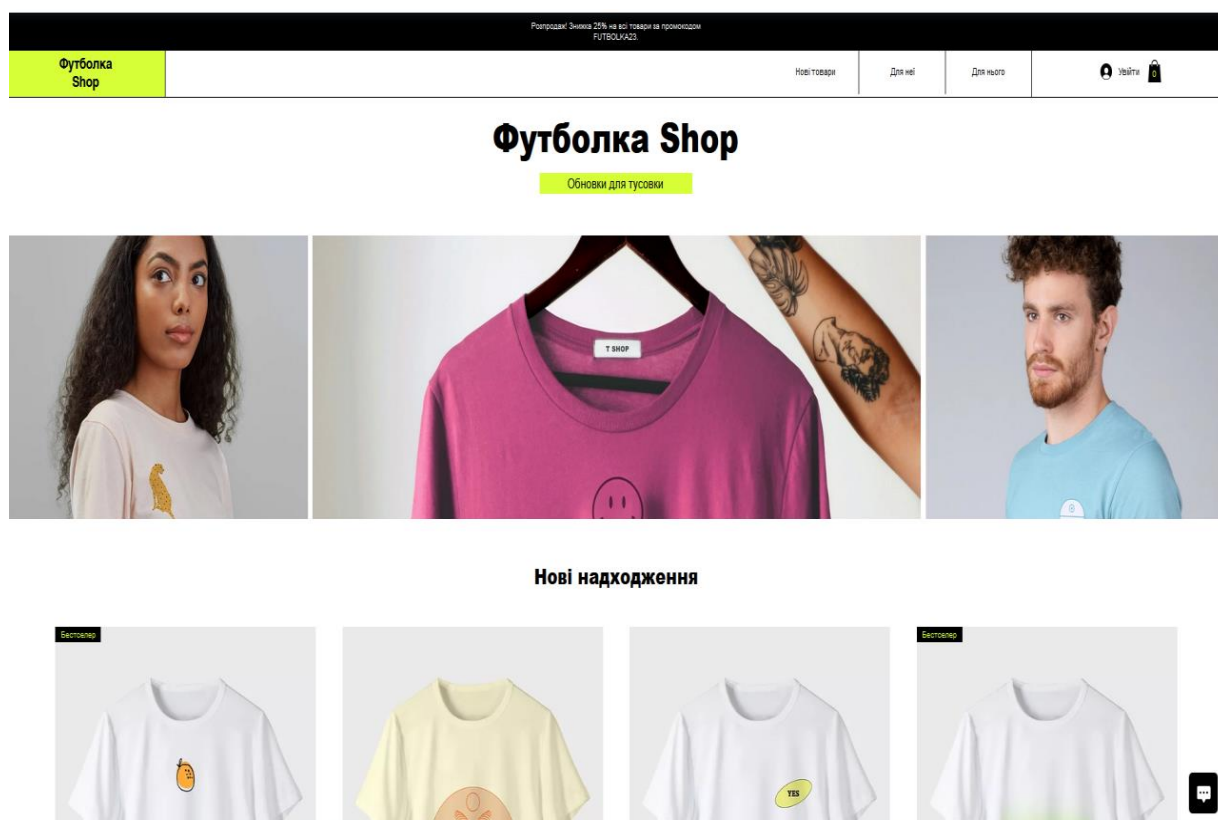 Розпродаж! Знижка 25% на всі товари за промокодом
FUTBOLKA23.
Футболка
Shop
Нові товари
Для неї
Для нього
Увійти
0
Футболка Shop
Обновки для тусовки
T SHOP
Нові надходження
Бестселер
Бестселер
YES